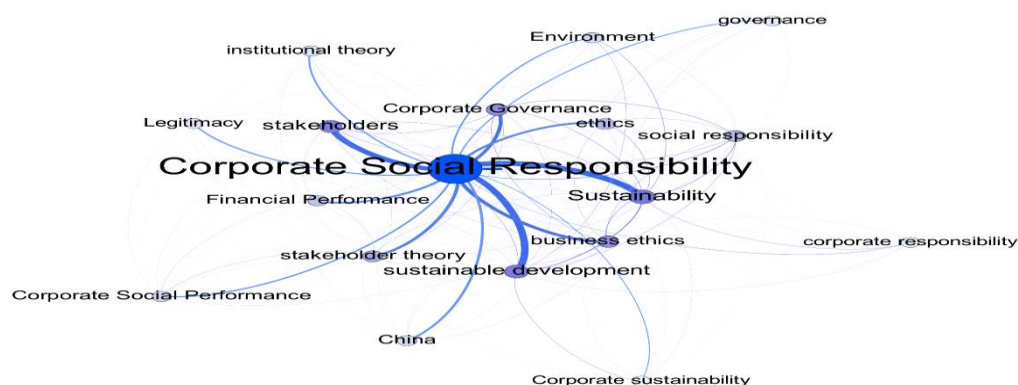 governance
Environment
institutional theory
Corporate Governance
Legitimacy
stakeholders
ethics
social responsibility
Corporate Social Responsibility
Financial Performance
Sustainability
business ethics
corporate responsibility
stakeholder theory
sustainable development
Corporate Social Performance
China
Corporate sustainability